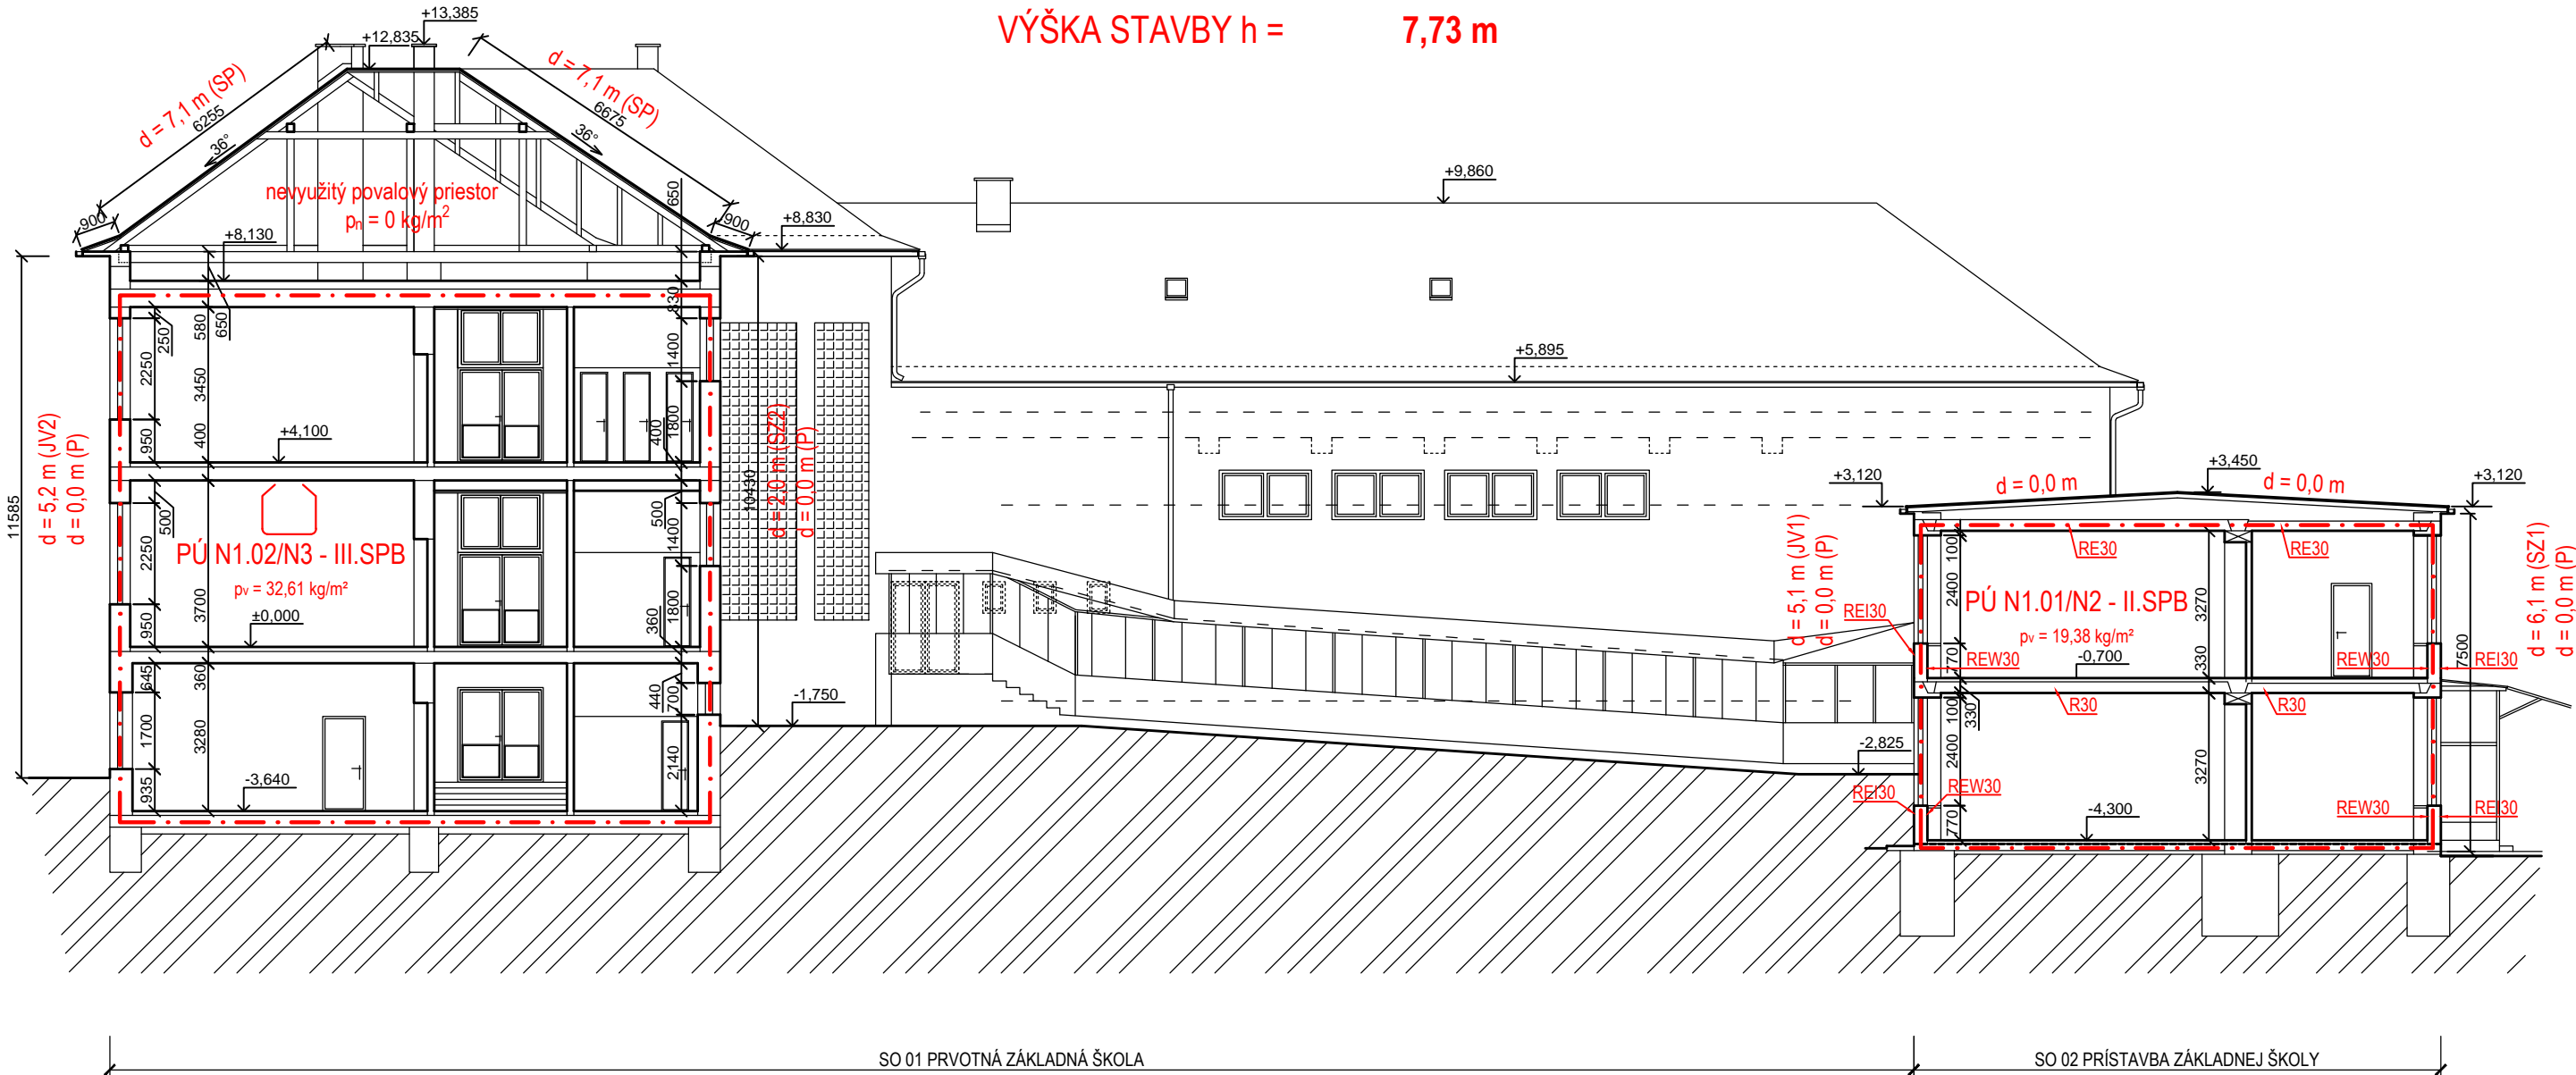 VÝŠKA STAVBY h = 7,73 m
+13,385
+12,835
d = 7,1 m (SP)
6255
36°
d = 7,1 m (SP)
6675
36°
nevyužitý povalový priestor
pn = 0 kg/m²
900
900
650
+8,130
+8,830
+9,860
+5,895
11585
d = 5,2 m (JV2)
d = 0,0 m (P)
250
2250
950
580
650
3450
400
830
1400
1800
400
+4,100
500
2250
950
3700
500
1400
1800
360
PÚ N1.02/N3 - III.SPB
pv = 32,61 kg/m²
±0,000
645
1700
935
360
3280
440
700
2140
-3,640
10430
d = 2,0 m (SZ2)
d = 0,0 m (P)
-1,750
-2,825
+3,120
d = 0,0 m
+3,450
d = 0,0 m
+3,120
d = 5,1 m (JV1)
d = 0,0 m (P)
REI30
RE30
RE30
100
2400
770
3270
330
PÚ N1.01/N2 - II.SPB
pv = 19,38 kg/m²
REW30
-0,700
REW30
REI30
7500
d = 6,1 m (SZ1)
d = 0,0 m (P)
R30
R30
100
330
2400
770
3270
REI30
REW30
-4,300
REW30
REI30
SO 01 PRVOTNÁ ZÁKLADNÁ ŠKOLA
SO 02 PRÍSTAVBA ZÁKLADNEJ ŠKOLY